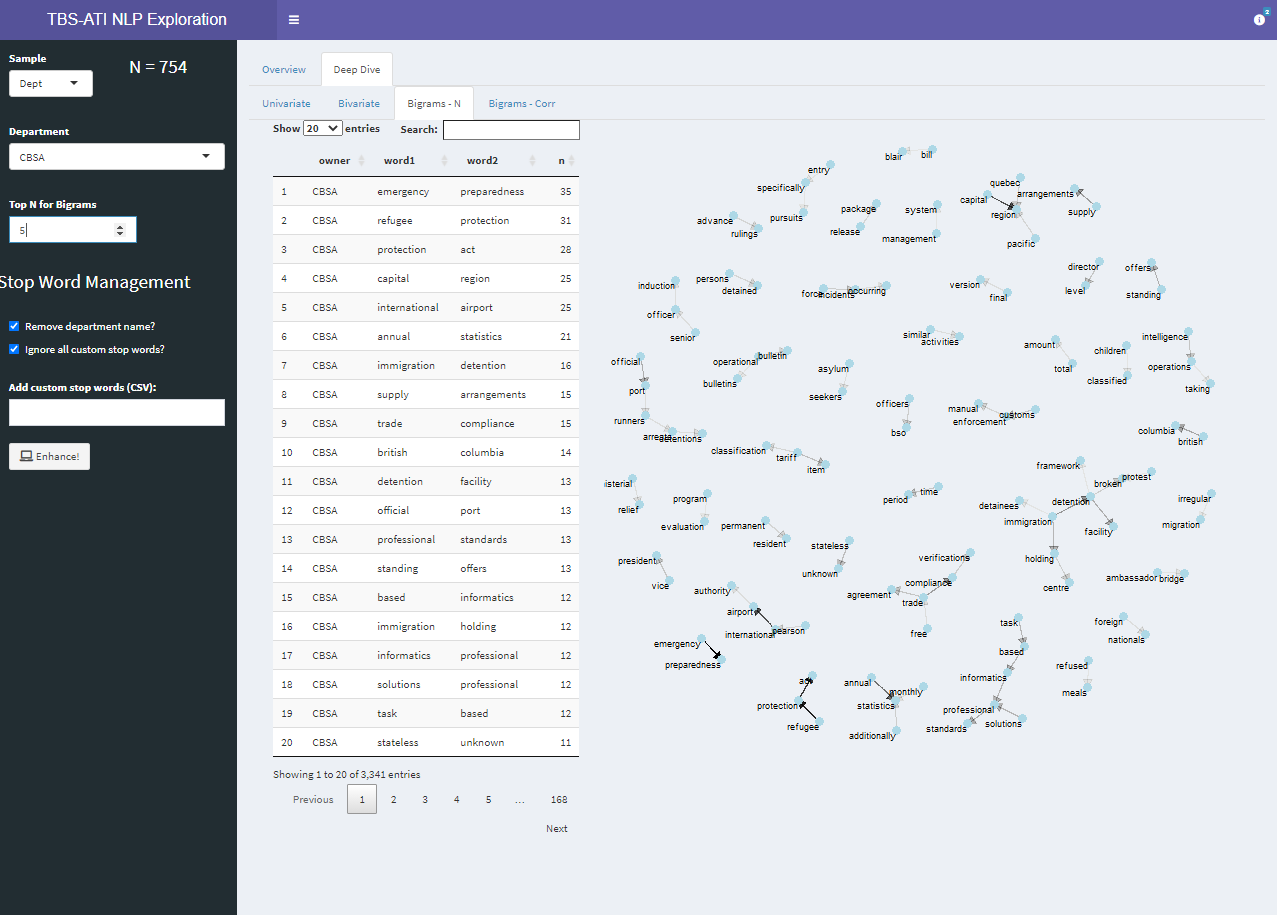 TBS-ATI NLP Exploration
2
Sample
N = 754
Dept
Department
CBSA
Top N for Bigrams
5
Stop Word Management
Remove department name?
Ignore all custom stop words?
Add custom stop words (CSV):
Enhance!
Overview Deep Dive
Univariate Bivariate Bigrams - N Bigrams - Corr
Show 20 entries Search:
owner word1 word2 n
1 CBSA emergency preparedness 35
2 CBSA refugee protection 31
3 CBSA protection act 28
4 CBSA capital region 25
5 CBSA international airport 25
6 CBSA annual statistics 21
7 CBSA immigration detention 16
8 CBSA supply arrangements 15
9 CBSA trade compliance 15
10 CBSA british columbia 14
11 CBSA detention facility 13
12 CBSA official port 13
13 CBSA professional standards 13
14 CBSA standing offers 13
15 CBSA based informatics 12
16 CBSA immigration holding 12
17 CBSA informatics professional 12
18 CBSA solutions professional 12
19 CBSA task based 12
20 CBSA stateless unknown 11
Showing 1 to 20 of 3,341 entries
Previous 1 2 3 4 5 ... 168
Next
blair bill
entry
specifically
pursuits
quebec
capital
arrangements
region
supply
pacific
advance
rulings
package
release
system
management
director
level
offers
standing
induction
officer
senior
persons
detained
force incidents occurring
version
final
similar
activities
amount
total
children
classified
intelligence
operations
taking
official
port
runners
arrests
detentions
operational bulletin
bulletins
asylum
seekers
officers
bso
manual
enforcement customs
columbia
british
classification
tariff
item
framework
broken protest
detention
detainees
immigration
facility
holding
centre
irregular
migration
isterial
relief
program
evaluation
permanent
resident
period time
stateless
unknown
verifications
compliance
agreement
trade
free
president
vice
authority
airport
international pearson
ambassador bridge
emergency
preparedness
task
based
informatics
professional
standards
solutions
foreign
nationals
refused
meals
act
protection
refugee
annual
monthly
statistics
additionally